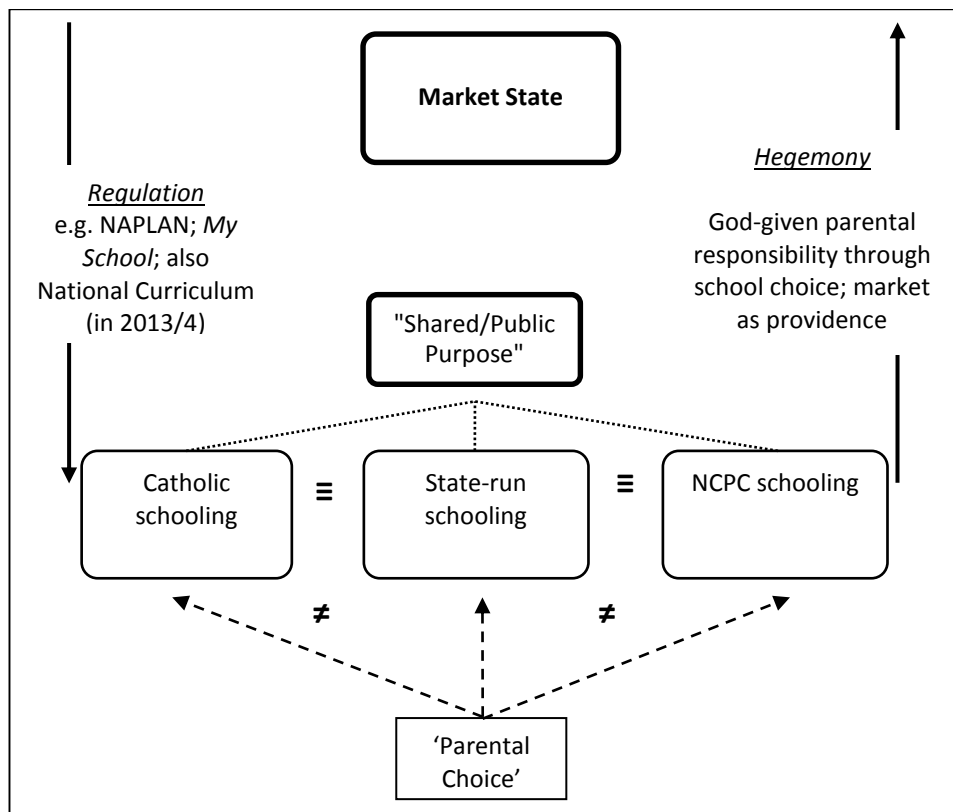 Market State
Regulation
e.g. NAPLAN; My
School; also
National Curriculum
(in 2013/4)
Hegemony
God-given parental
responsibility through
school choice; market
as providence
"Shared/Public
Purpose"
Catholic
schooling
≡
State-run
schooling
≡
NCPC schooling
≠
≠
‘Parental
Choice’